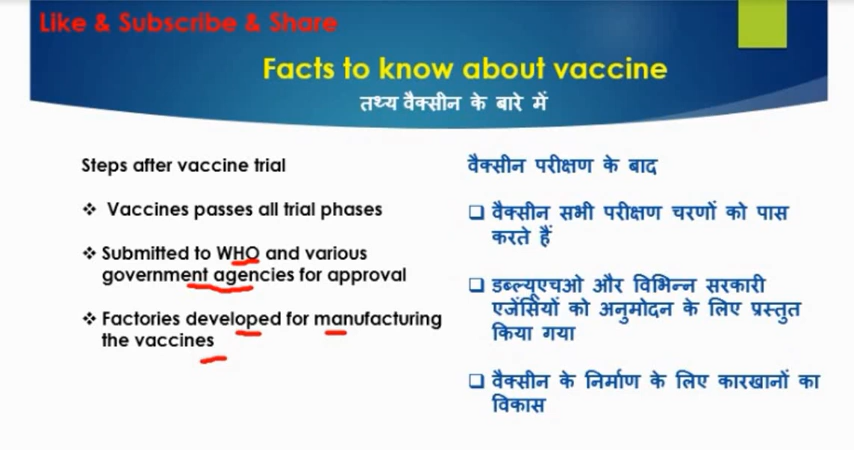 Like & Subscribe & Share
Facts to know about vaccine
तथ्य वैक्सीन के बारे में
Steps after vaccine trial
❖ Vaccines passes all trial phases
❖ Submitted to WHO and various
government agencies for approval
❖ Factories developed for manufacturing
the vaccines
वैक्सीन परीक्षण के बाद
❑ वैक्सीन सभी परीक्षण चरणों को पास
करते हैं
❑ डब्ल्यूएचओ और विभिन्न सरकारी
एजेंसियों को अनुमोदन के लिए प्रस्तुत
किया गया
❑ वैक्सीन के निर्माण के लिए कारखानों का
विकास